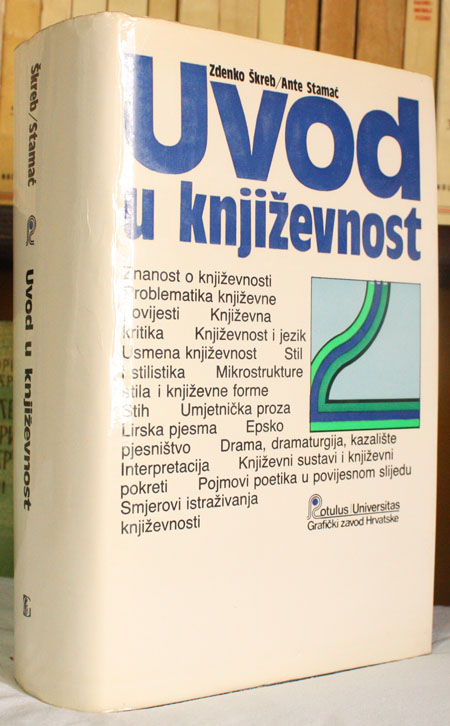 Zdenko Škreb/Ante Stamać
Uvod
u književnost
Znanost o književnosti
Problematika književne
povijesti Književna
kritika Književnost i jezik
Usmena književnost Stil
i stilistika Mikrostrukture
stila i književne forme
Stih Umjetnička proza
Lirska pjesma Epsko
pjesništvo Drama, dramaturgija, kazalište
Interpretacija Književni sustavi i književni
pokreti Pojmovi poetika u povijesnom slijedu
Smjerovi istraživanja
književnosti
Rotulus/Universitas
Grafički zavod Hrvatske
Škreb/Stamać
Uvod u književnost